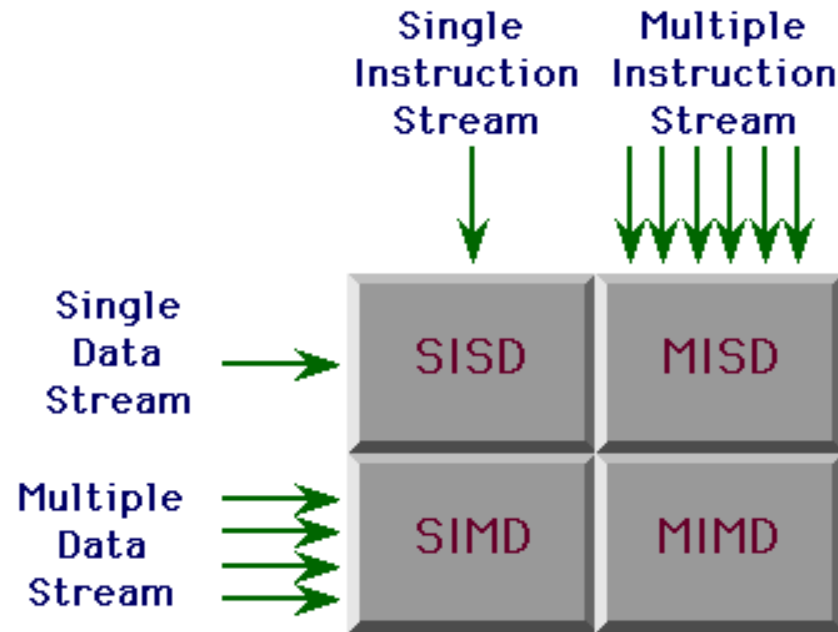 Single
Instruction
Stream
Multiple
Instruction
Stream
Single
Data
Stream
SISD
MISD
Multiple
Data
Stream
SIMD
MIMD